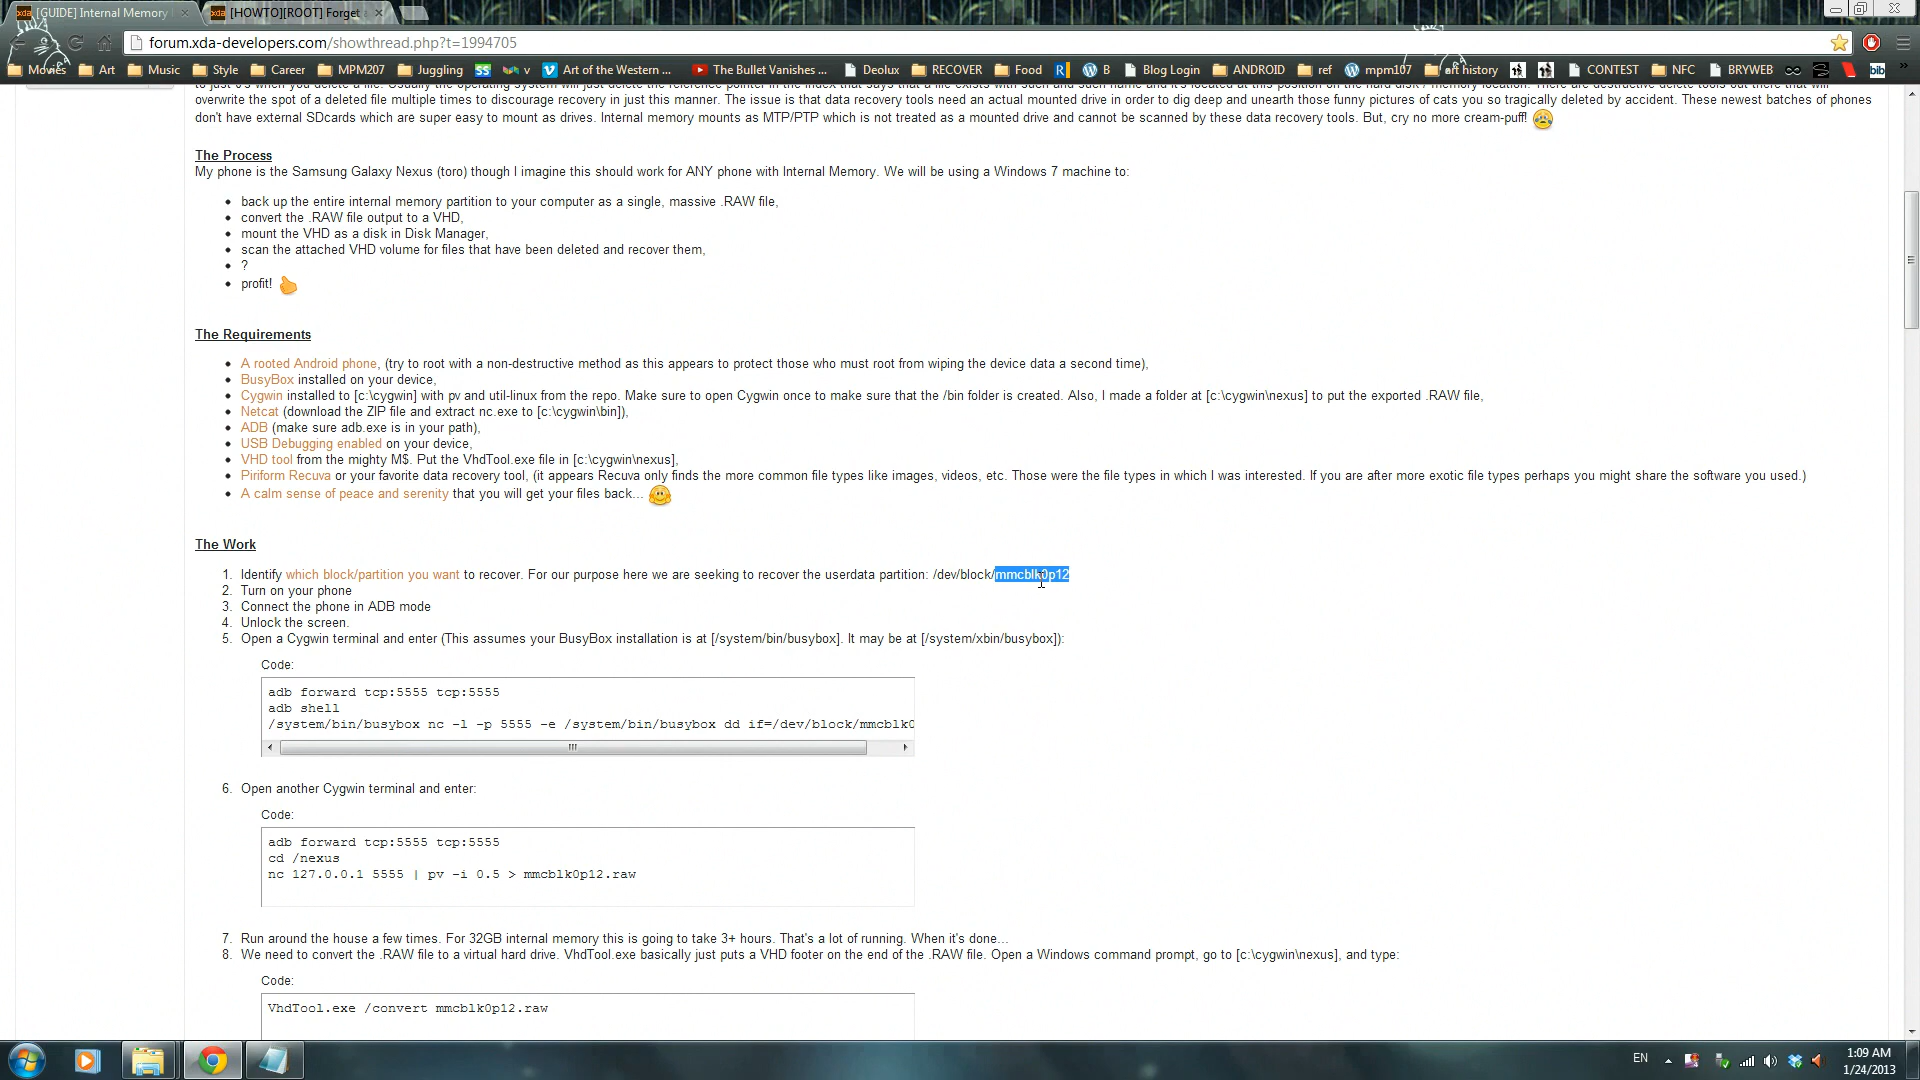 [GUIDE] Internal Memory
[HOWTO][ROOT] Forget
forum.xda-developers.com/showthread.php?t=1994705
Movies Art Music Style Career MPM207 Juggling v Art of the Western ... The Bullet Vanishes ... Deolux RECOVER Food B Blog Login ANDROID ref mpm107 art history CONTEST NFC BRYWEB bib
overwrite the spot of a deleted file multiple times to discourage recovery in just this manner. The issue is that data recovery tools need an actual mounted drive in order to dig deep and unearth those funny pictures of cats you so tragically deleted by accident. These newest batches of phones
don't have external SDcards which are super easy to mount as drives. Internal memory mounts as MTP/PTP which is not treated as a mounted drive and cannot be scanned by these data recovery tools. But, cry no more cream-puff!
The Process
My phone is the Samsung Galaxy Nexus (toro) though I imagine this should work for ANY phone with Internal Memory. We will be using a Windows 7 machine to:
• back up the entire internal memory partition to your computer as a single, massive .RAW file,
• convert the .RAW file output to a VHD,
• mount the VHD as a disk in Disk Manager,
• scan the attached VHD volume for files that have been deleted and recover them,
• ?
• profit!
The Requirements
• A rooted Android phone, (try to root with a non-destructive method as this appears to protect those who must root from wiping the device data a second time),
• BusyBox installed on your device,
• Cygwin installed to [c:\cygwin] with pv and util-linux from the repo. Make sure to open Cygwin once to make sure that the /bin folder is created. Also, I made a folder at [c:\cygwin\nexus] to put the exported .RAW file,
• Netcat (download the ZIP file and extract nc.exe to [c:\cygwin\bin]),
• ADB (make sure adb.exe is in your path),
• USB Debugging enabled on your device,
• VHD tool from the mighty M$. Put the VhdTool.exe file in [c:\cygwin\nexus],
• Piriform Recuva or your favorite data recovery tool, (it appears Recuva only finds the more common file types like images, videos, etc. Those were the file types in which I was interested. If you are after more exotic file types perhaps you might share the software you used.)
• A calm sense of peace and serenity that you will get your files back...
The Work
1. Identify which block/partition you want to recover. For our purpose here we are seeking to recover the userdata partition: /dev/block/mmcblk0p12
2. Turn on your phone
3. Connect the phone in ADB mode
4. Unlock the screen.
5. Open a Cygwin terminal and enter (This assumes your BusyBox installation is at [/system/bin/busybox]. It may be at [/system/xbin/busybox]):
Code:
adb forward tcp:5555 tcp:5555
adb shell
/system/bin/busybox nc -l -p 5555 -e /system/bin/busybox dd if=/dev/block/mmcblk0
6. Open another Cygwin terminal and enter:
Code:
adb forward tcp:5555 tcp:5555
cd /nexus
nc 127.0.0.1 5555 | pv -i 0.5 > mmcblk0p12.raw
7. Run around the house a few times. For 32GB internal memory this is going to take 3+ hours. That's a lot of running. When it's done...
8. We need to convert the .RAW file to a virtual hard drive. VhdTool.exe basically just puts a VHD footer on the end of the .RAW file. Open a Windows command prompt, go to [c:\cygwin\nexus], and type:
Code:
VhdTool.exe /convert mmcblk0p12.raw
EN
1:09 AM
1/24/2013